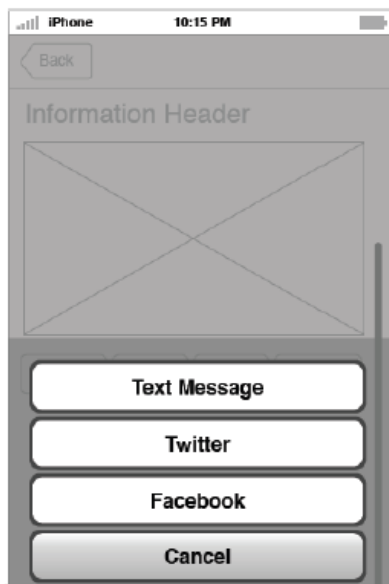 iPhone 10:15 PM
Back
Information Header
Text Message
Twitter
Facebook
Cancel